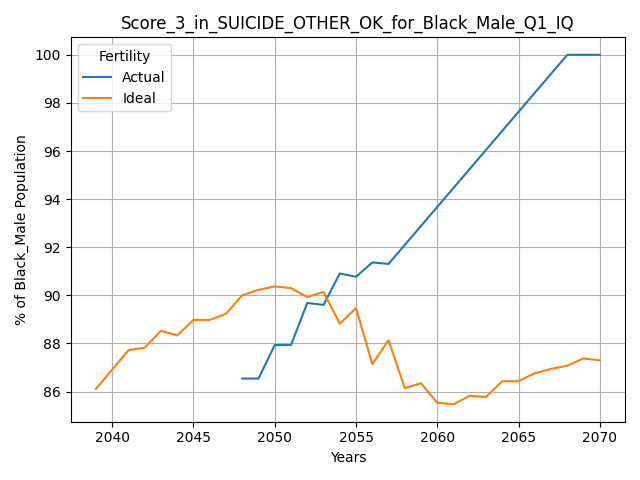 Score_3_in_SUICIDE_OTHER_OK_for_Black_Male_Q1_IQ
Fertility
Actual
Ideal
% of Black_Male Population
100
98
96
94
92
90
88
86
2040
2045
2050
2055
2060
2065
2070
Years